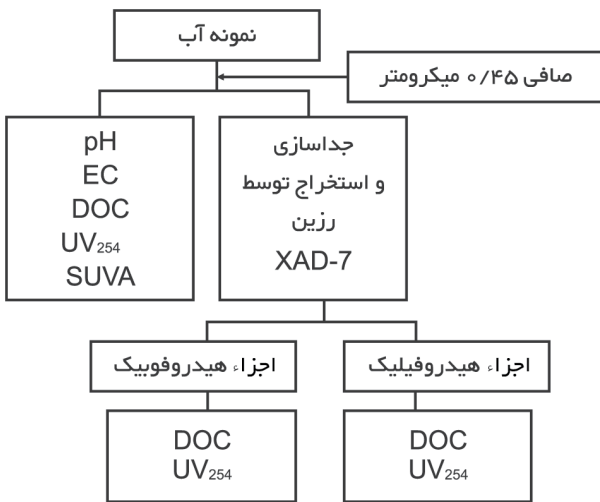 نمونه آب
صافی ۰/۴۵ میکرومتر
pH
EC
DOC
UV₂₅₄
SUVA
جداسازی
و استخراج توسط
رزین
XAD-7
اجزاء هیدروفوبیک
اجزاء هیدروفیلیک
DOC
UV₂₅₄
DOC
UV₂₅₄